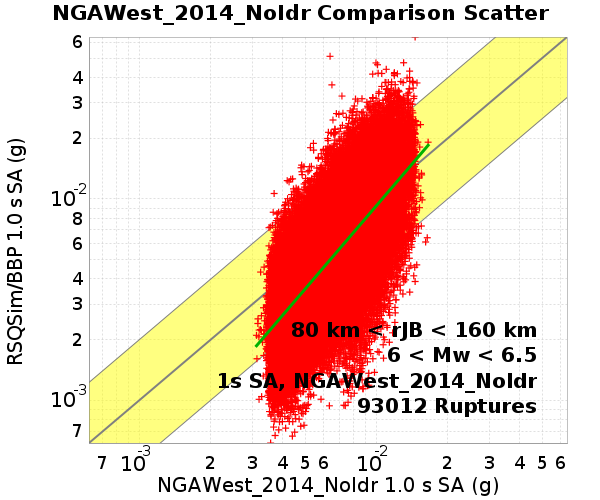 NGAWest_2014_NoIdr Comparison Scatter
6
4
3
2
10-2
8
6
4
3
2
10-3
7
RSQSim/BBP 1.0 s SA (g)
80 km < rJB < 160 km
6 < Mw < 6.5
1s SA, NGAWest_2014_NoIdr
93012 Ruptures
7 10-3 2 3 4 5 6 10-2 2 3 4 5 6
NGAWest_2014_NoIdr 1.0 s SA (g)